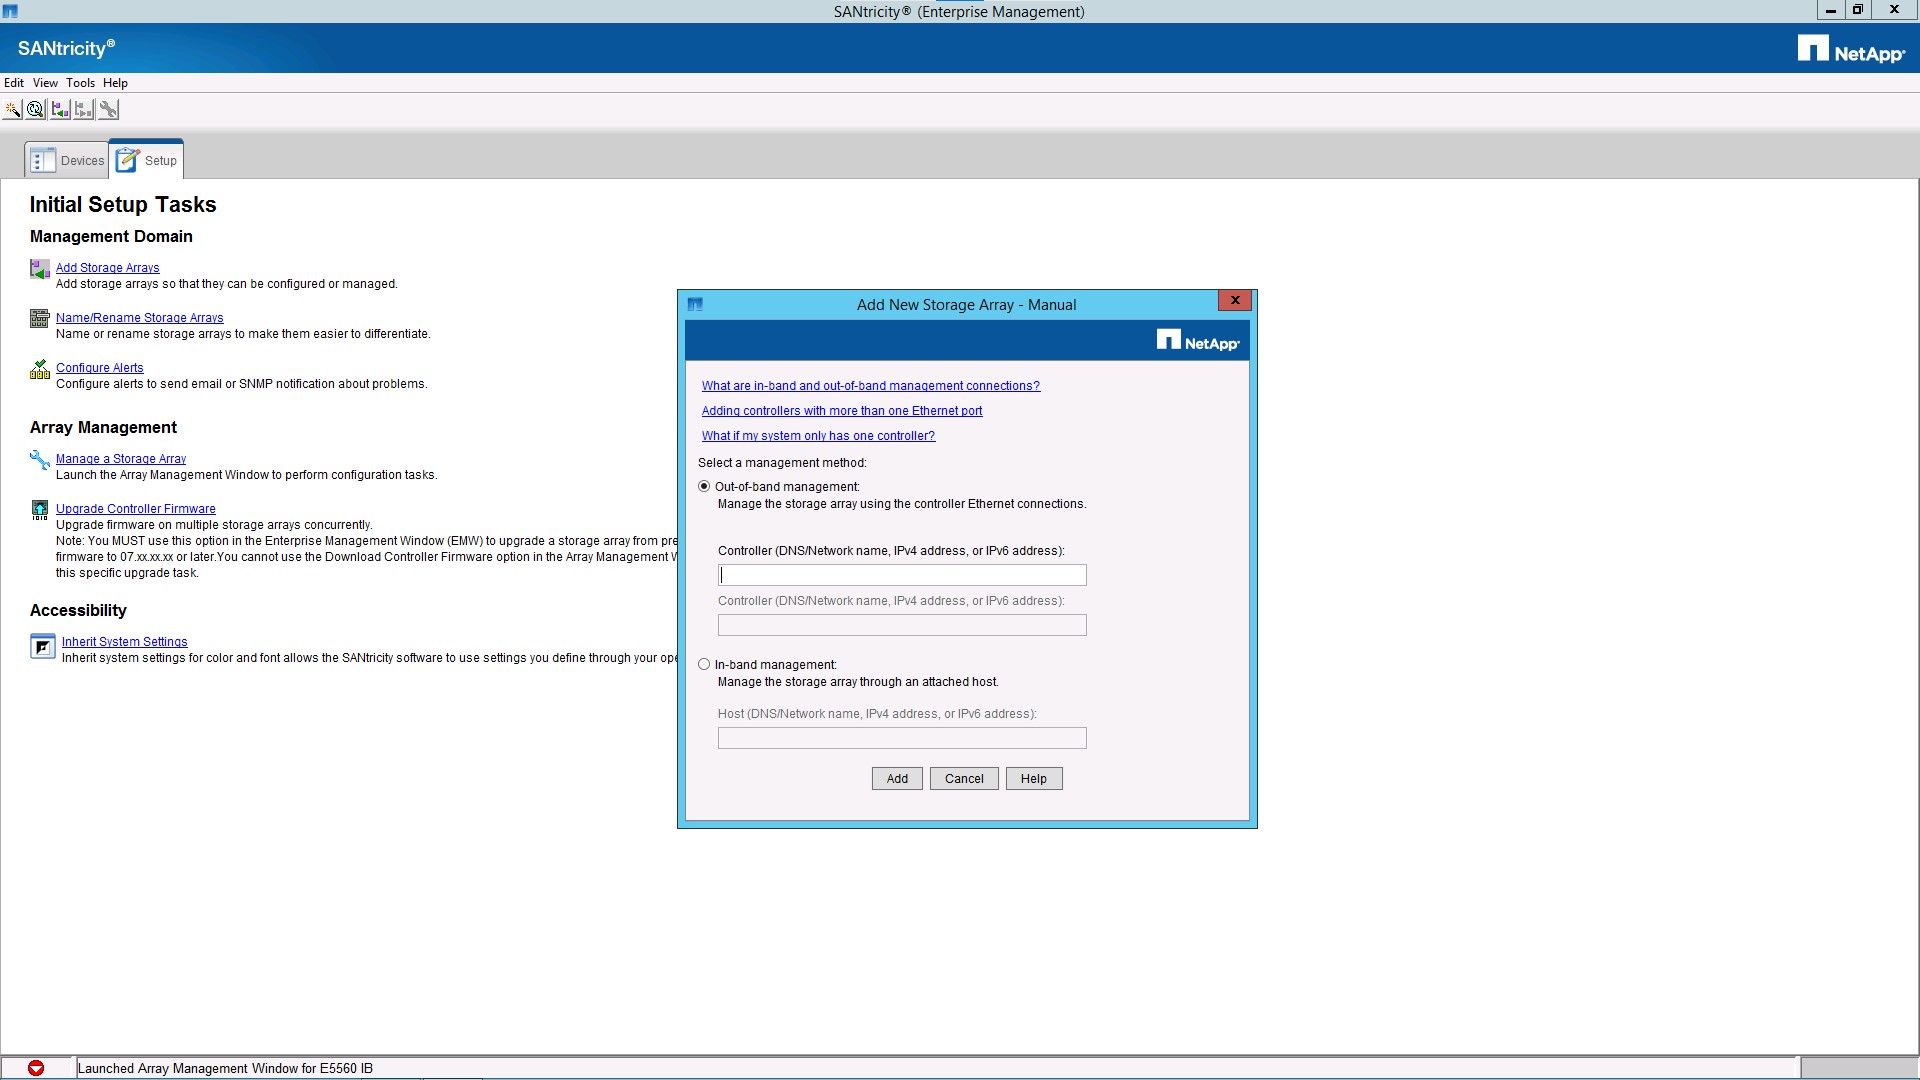 SANtricity® (Enterprise Management)
SANtricity®
NetApp®
Edit View Tools Help
Devices
Setup
Initial Setup Tasks
Management Domain
Add Storage Arrays
Add storage arrays so that they can be configured or managed.
Name/Rename Storage Arrays
Name or rename storage arrays to make them easier to differentiate.
Configure Alerts
Configure alerts to send email or SNMP notification about problems.
Array Management
Manage a Storage Array
Launch the Array Management Window to perform configuration tasks.
Upgrade Controller Firmware
Upgrade firmware on multiple storage arrays concurrently.
Note: You MUST use this option in the Enterprise Management Window (EMW) to upgrade a storage array from pre
firmware to 07.xx.xx.xx or later.You cannot use the Download Controller Firmware option in the Array Management W
this specific upgrade task.
Accessibility
Inherit System Settings
Inherit system settings for color and font allows the SANtricity software to use settings you define through your ope
Add New Storage Array - Manual
x
NetApp®
What are in-band and out-of-band management connections?
Adding controllers with more than one Ethernet port
What if my system only has one controller?
Select a management method:
Out-of-band management:
Manage the storage array using the controller Ethernet connections.
Controller (DNS/Network name, IPv4 address, or IPv6 address):
Controller (DNS/Network name, IPv4 address, or IPv6 address):
In-band management:
Manage the storage array through an attached host.
Host (DNS/Network name, IPv4 address, or IPv6 address):
Add
Cancel
Help
Launched Array Management Window for E5560 IB